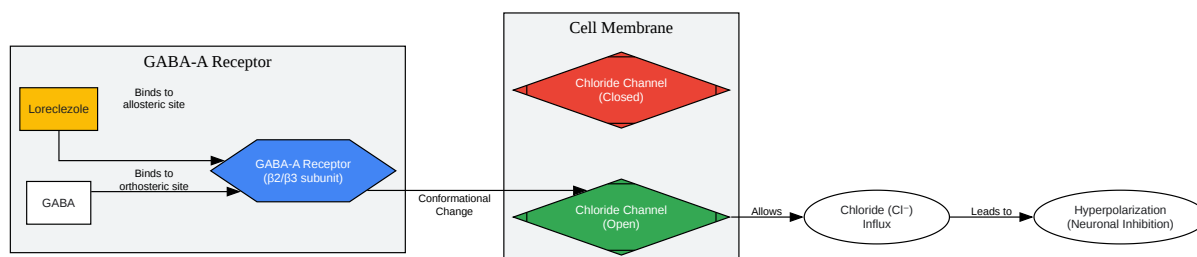 GABA-A Receptor
Loreclezole
Binds to
allosteric site
GABA
Binds to
orthosteric site
GABA-A Receptor
(β2/β3 subunit)
Conformational
Change
Cell Membrane
Chloride Channel
(Closed)
Chloride Channel
(Open)
Allows
Chloride (Cl⁻)
Influx
Leads to
Hyperpolarization
(Neuronal Inhibition)